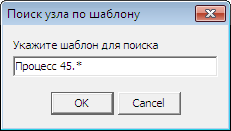 Поиск узла по шаблону
Укажите шаблон для поиска
Процесс 45.*
OK
Cancel